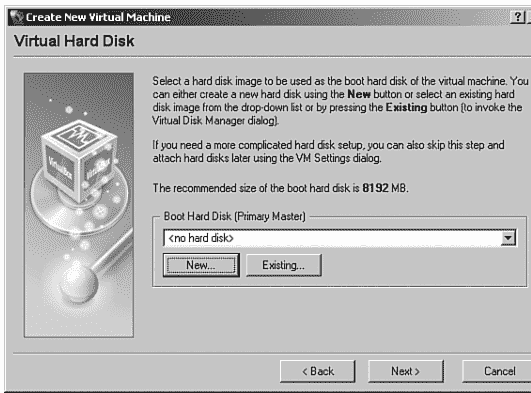 Create New Virtual Machine
Virtual Hard Disk
Select a hard disk image to be used as the boot hard disk of the virtual machine. You
can either create a new hard disk using the New button or select an existing hard
disk image from the drop-down list or by pressing the Existing button (to invoke the
Virtual Disk Manager dialog).
If you need a more complicated hard disk setup, you can also skip this step and
attach hard disks later using the VM Settings dialog.
The recommended size of the boot hard disk is 8192 MB.
Boot Hard Disk (Primary Master)
<no hard disk>
New... Existing...
VirtualBox
VirtualBox
< Back Next > Cancel